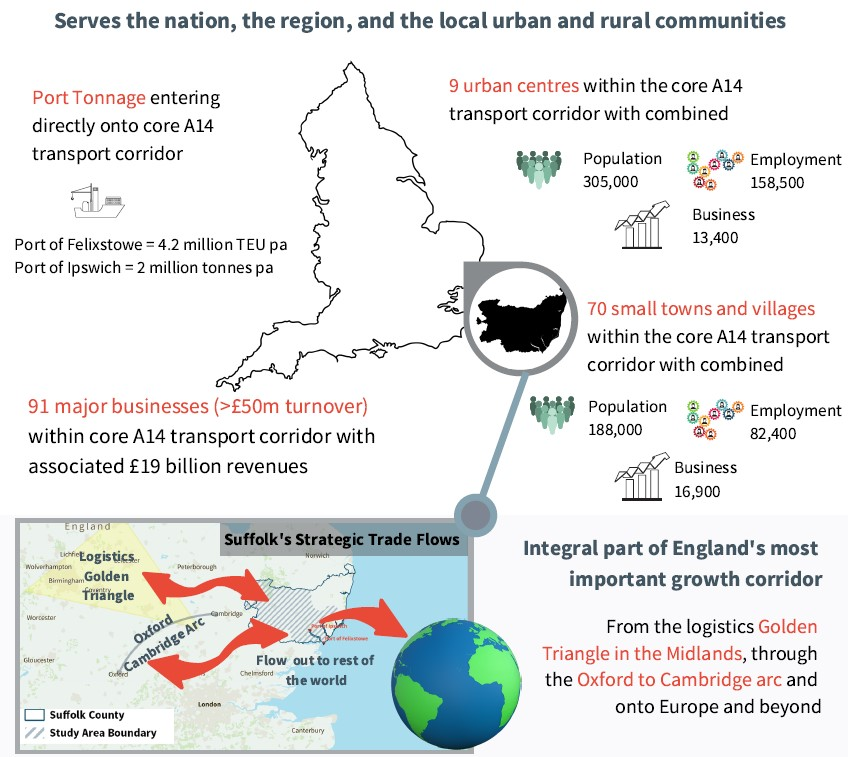 Serves the nation, the region, and the local urban and rural communities
Port Tonnage entering
directly onto core A14
transport corridor
Port of Felixstowe = 4.2 million TEU pa
Port of Ipswich = 2 million tonnes pa
9 urban centres within the core A14
transport corridor with combined
Population
305,000
Employment
158,500
Business
13,400
70 small towns and villages
within the core A14 transport
corridor with combined
Population
188,000
Employment
82,400
Business
16,900
91 major businesses (>£50m turnover)
within core A14 transport corridor with
associated £19 billion revenues
Suffolk's Strategic Trade Flows
England
Norwich
Lichfield
Leicester
Logistics
Golden
Triangle
Wolverhampton
Peterborough
Birmingham
Coventry
Worcester
Cambridge
Oxford
Cambridge Arc
Port of Ipswich
Port of Felixstowe
Gloucester
Oxford
Flow out to rest of
the world
Chelmsford
London
Canterbury
Suffolk County
Study Area Boundary
Integral part of England's most
important growth corridor
From the logistics Golden
Triangle in the Midlands, through
the Oxford to Cambridge arc and
onto Europe and beyond